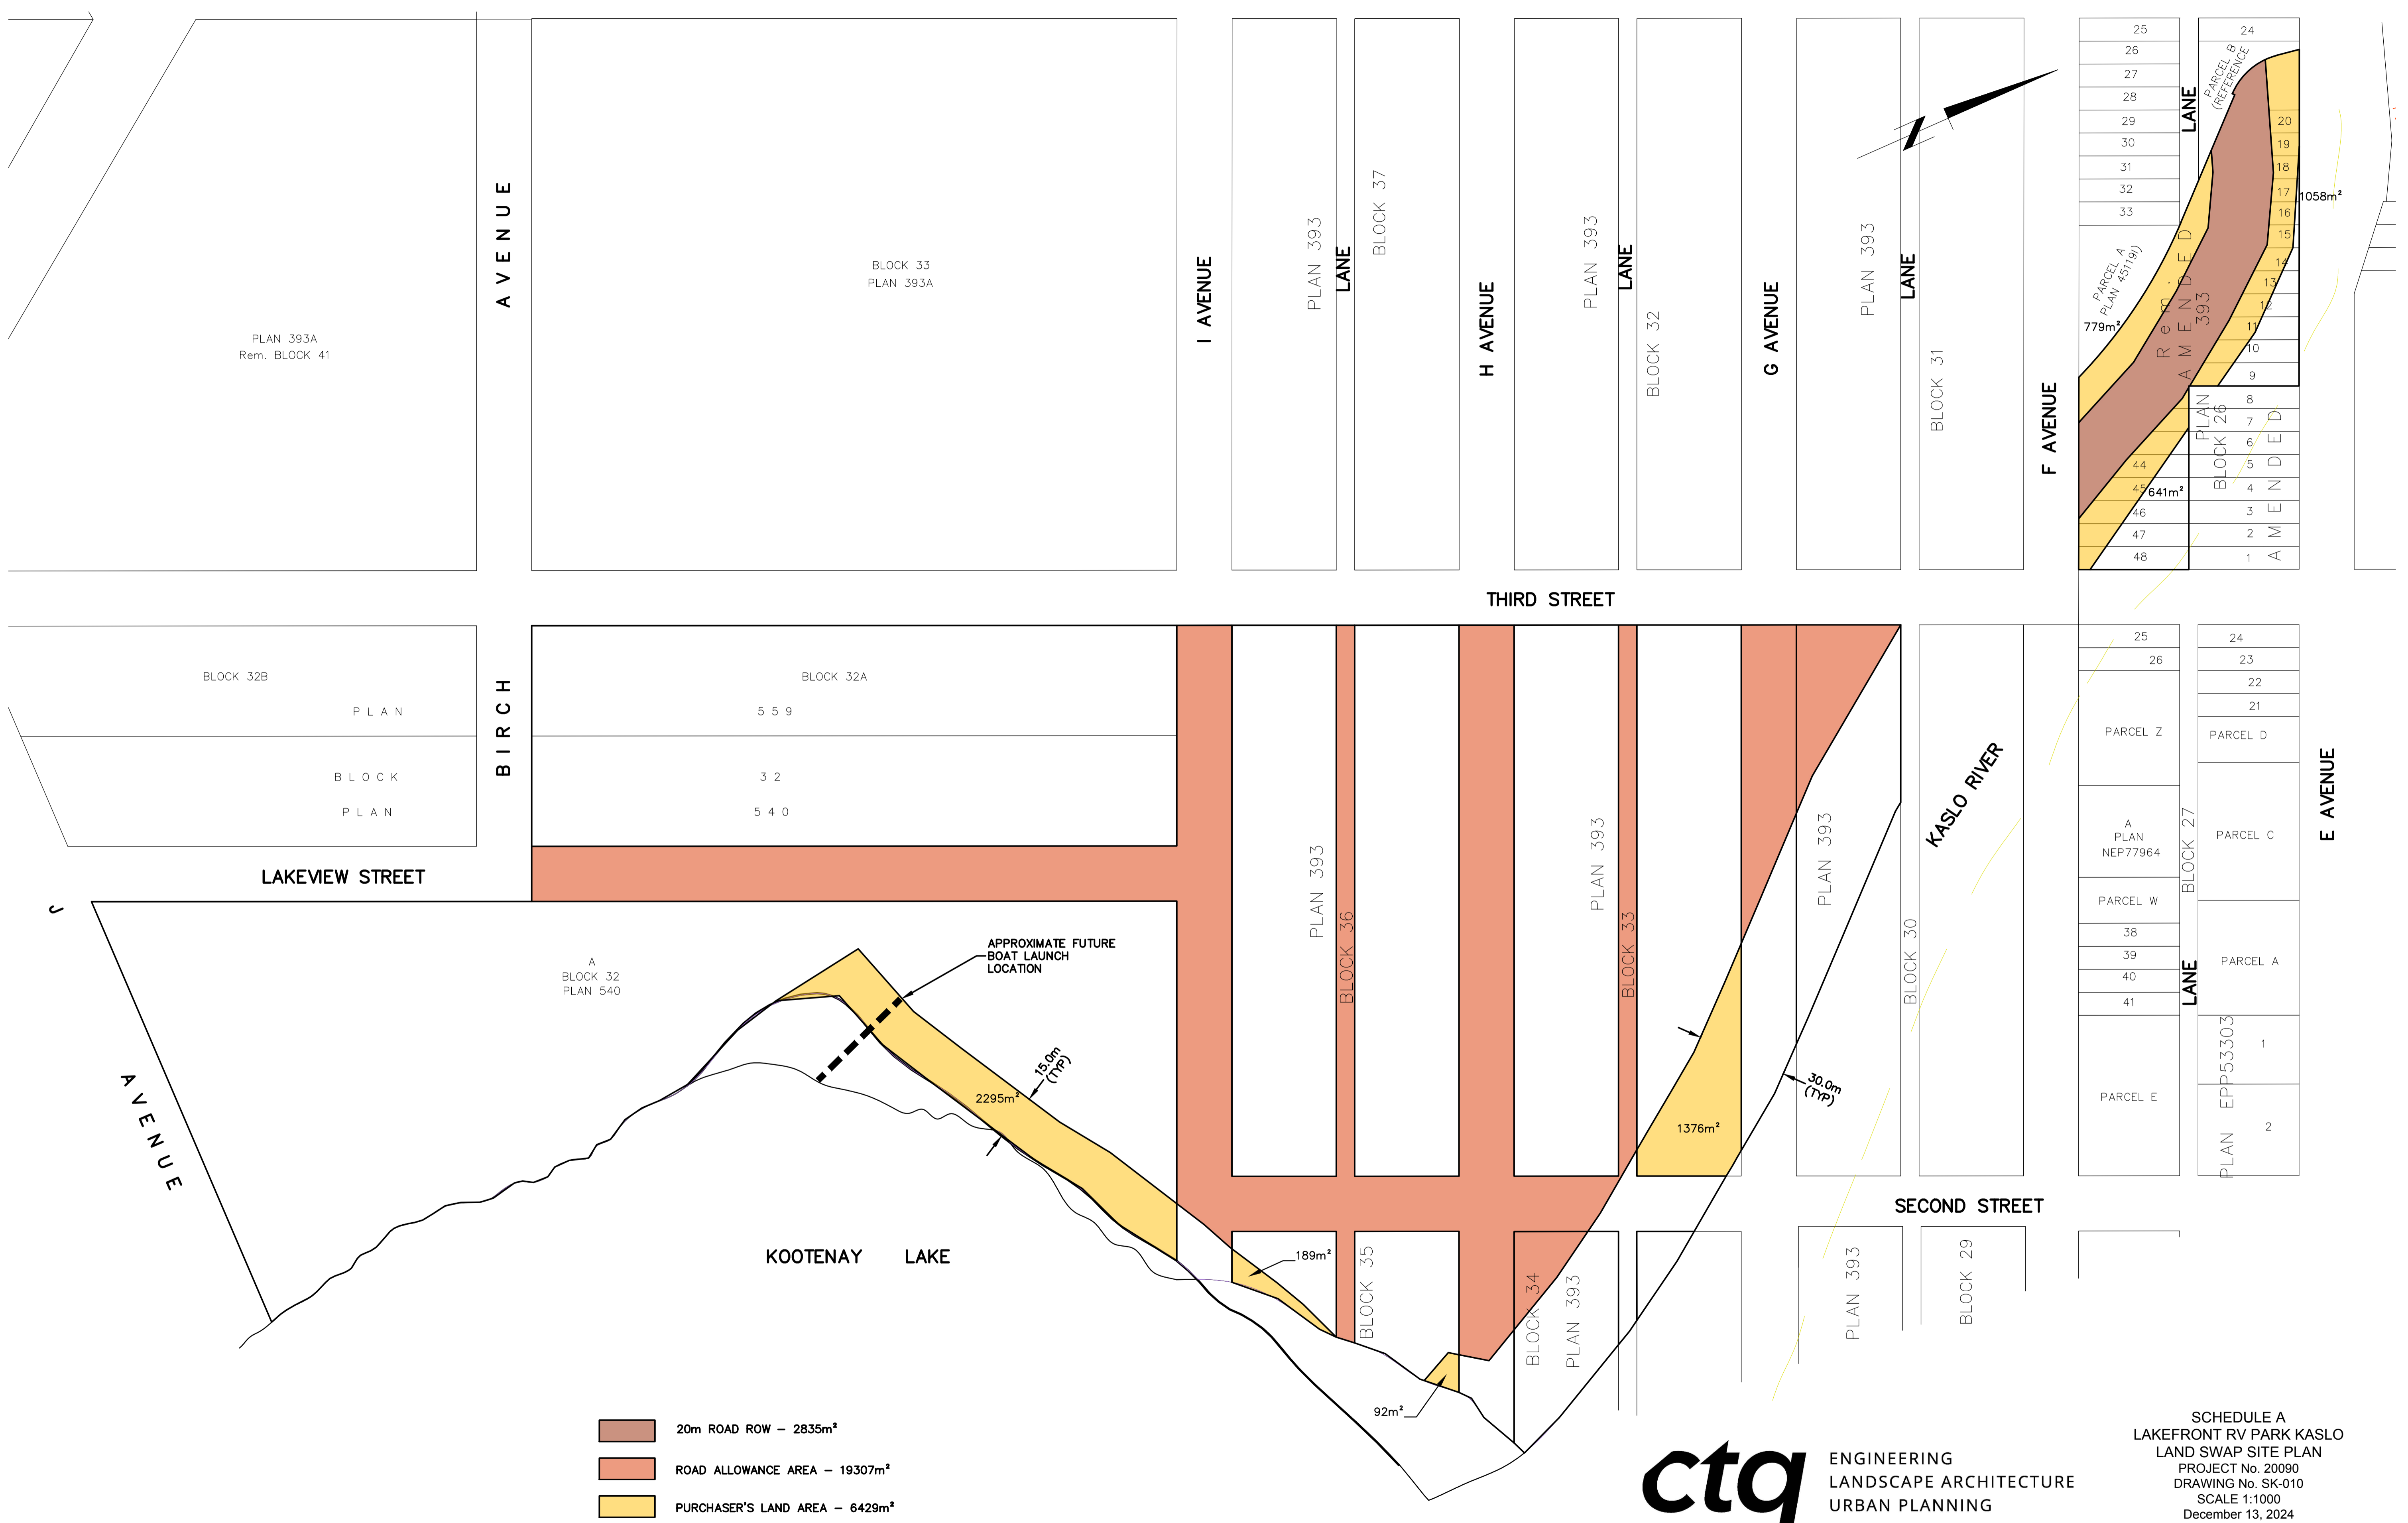 25
26
27
28
29
30
31
32
33
24
PARCEL B
(REFERENCE
LANE
20
19
18
17
16
15
14
13
12
11
10
9
8
7
6
5
4
3
2
1
1058m²
PARCEL A
PLAN 45119I)
779m²
Rem.
AMENDED
393
PLAN
BLOCK 26
AMENDED
44
45
641m²
46
47
48
AVENUE
BLOCK 33
PLAN 393A
PLAN 393A
Rem. BLOCK 41
I AVENUE
PLAN 393
LANE
BLOCK 37
H AVENUE
PLAN 393
LANE
BLOCK 32
G AVENUE
PLAN 393
LANE
BLOCK 31
F AVENUE
THIRD STREET
BLOCK 32B
PLAN
BLOCK
PLAN
BIRCH
BLOCK 32A
559
32
540
LAKEVIEW STREET
J
AVENUE
A
BLOCK 32
PLAN 540
APPROXIMATE FUTURE
BOAT LAUNCH
LOCATION
15.0m
(TYP)
2295m²
KOOTENAY LAKE
PLAN 393
BLOCK 36
PLAN 393
BLOCK 33
PLAN 393
BLOCK 30
KASLO RIVER
1376m²
30.0m
(TYP)
25
26
PARCEL Z
A
PLAN
NEP77964
PARCEL W
38
39
40
41
PARCEL E
BLOCK 27
LANE
24
23
22
21
PARCEL D
PARCEL C
PARCEL A
1
2
PLAN EPP53303
E AVENUE
SECOND STREET
189m²
BLOCK 35
92m²
BLOCK 34
PLAN 393
PLAN 393
BLOCK 29
20m ROAD ROW - 2835m²
ROAD ALLOWANCE AREA - 19307m²
PURCHASER'S LAND AREA - 6429m²
ctq
ENGINEERING
LANDSCAPE ARCHITECTURE
URBAN PLANNING
SCHEDULE A
LAKEFRONT RV PARK KASLO
LAND SWAP SITE PLAN
PROJECT No. 20090
DRAWING No. SK-010
SCALE 1:1000
December 13, 2024